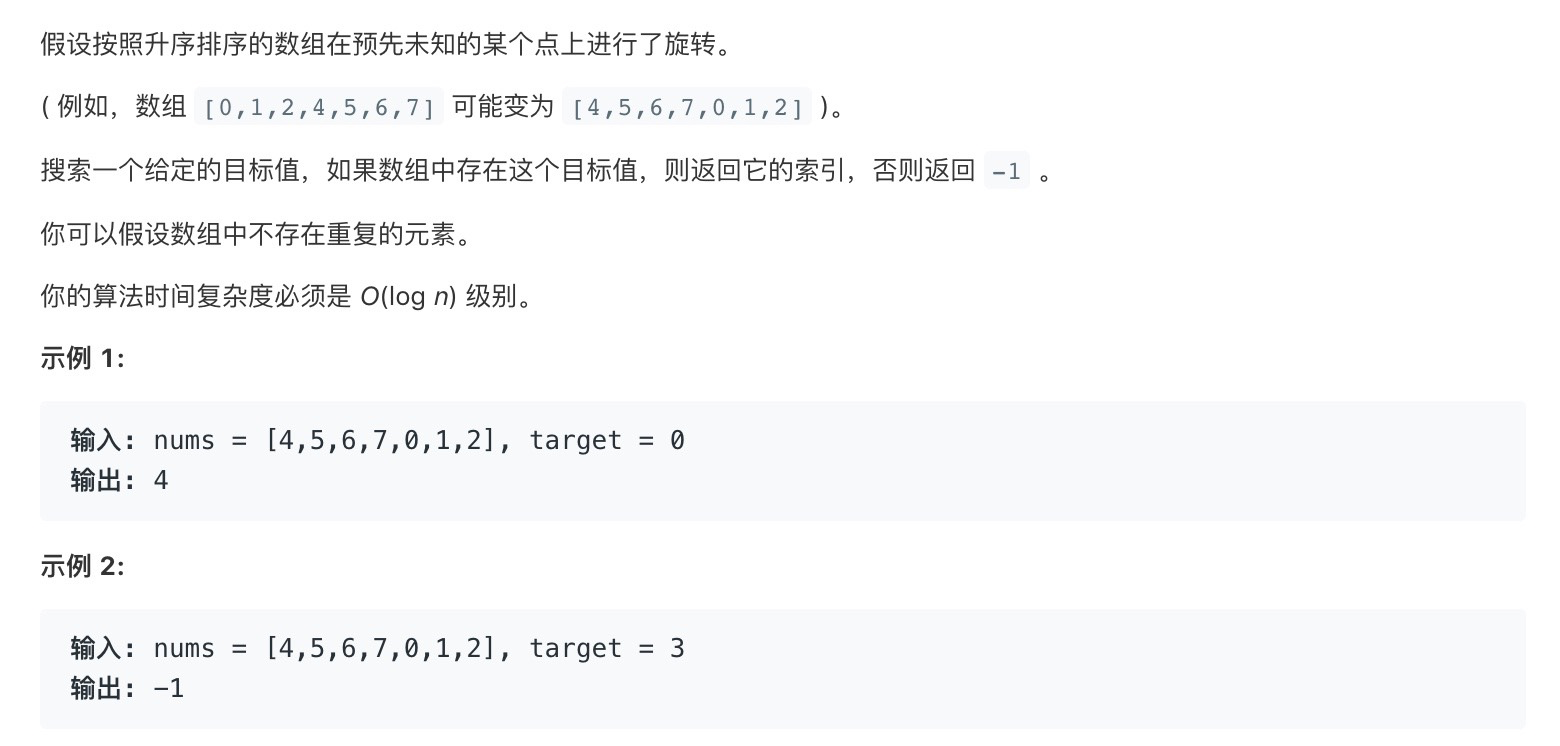 假设按照升序排序的数组在预先未知的某个点上进行了旋转。
( 例如，数组 [0,1,2,4,5,6,7] 可能变为 [4,5,6,7,0,1,2] )。
搜索一个给定的目标值，如果数组中存在这个目标值，则返回它的索引，否则返回 -1 。
你可以假设数组中不存在重复的元素。
你的算法时间复杂度必须是 O(log n) 级别。
示例 1:
输入: nums = [4,5,6,7,0,1,2], target = 0
输出: 4
示例 2:
输入: nums = [4,5,6,7,0,1,2], target = 3
输出: -1